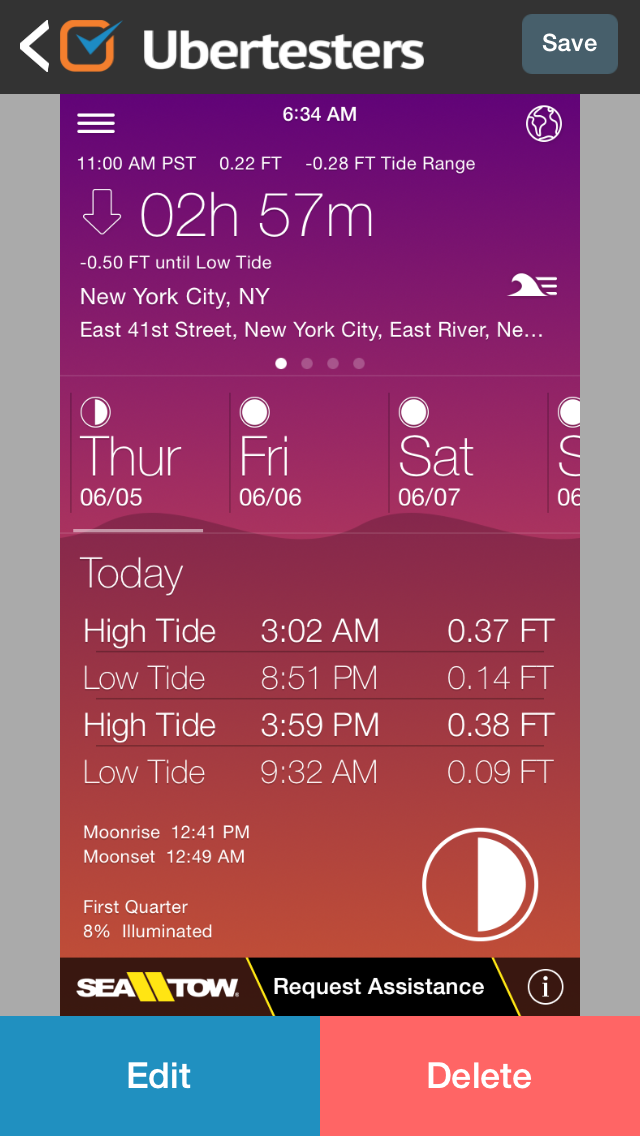 Ubertesters
Save
6:34 AM
11:00 AM PST 0.22 FT -0.28 FT Tide Range
02h 57m
-0.50 FT until Low Tide
New York City, NY
East 41st Street, New York City, East River, Ne...
Thur Fri Sat S
06/05 06/06 06/07 06
Today
High Tide 3:02 AM 0.37 FT
Low Tide 8:51 PM 0.14 FT
High Tide 3:59 PM 0.38 FT
Low Tide 9:32 AM 0.09 FT
Moonrise 12:41 PM
Moonset 12:49 AM
First Quarter
8% Illuminated
SEA TOW Request Assistance i
Edit Delete